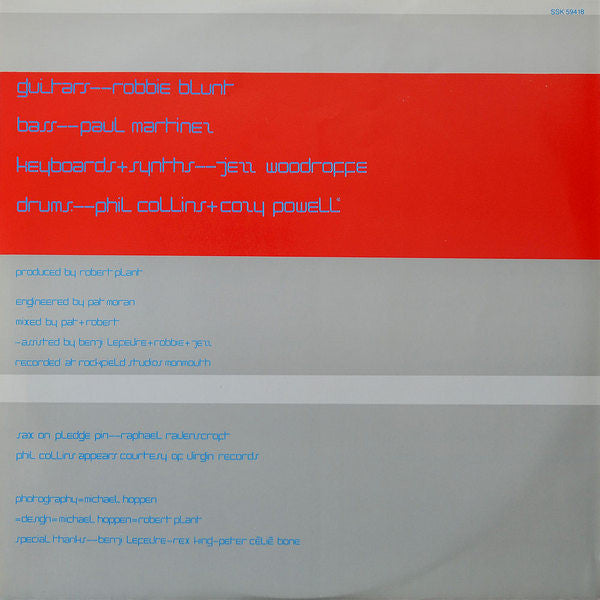 SSK 59418
guitars--robbie blunt
bass--paul martinez
keyboards+synths--jezz woodroffe
drums.--phil collins+cozy powell*
produced by robert plant
engineered by pat moran
mixed by pat+robert
-assisted by benji lefevre+robbie+jezz
recorded at rockfield studios monmouth
sax on pledge pin--raphael ravenscroft
phil collins appears courtesy of virgin records
photography=michael hoppen
=design=michael hoppen=robert plant
special thanks--benji lefevre-rex king-peter célié bone